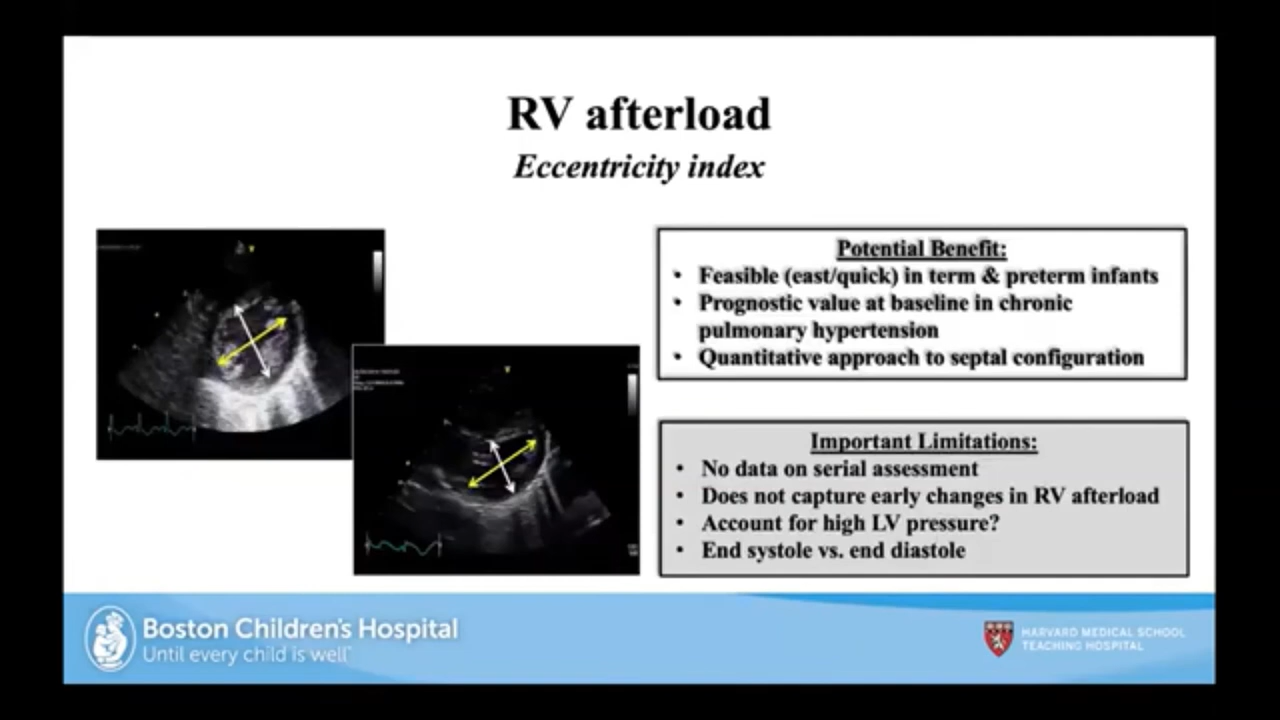 RV afterload
Eccentricity index
V
V
Potential Benefit:
• Feasible (east/quick) in term & preterm infants
• Prognostic value at baseline in chronic
pulmonary hypertension
• Quantitative approach to septal configuration
Important Limitations:
• No data on serial assessment
• Does not capture early changes in RV afterload
• Account for high LV pressure?
• End systole vs. end diastole
Boston Children's Hospital
Until every child is well™
HARVARD MEDICAL SCHOOL
TEACHING HOSPITAL